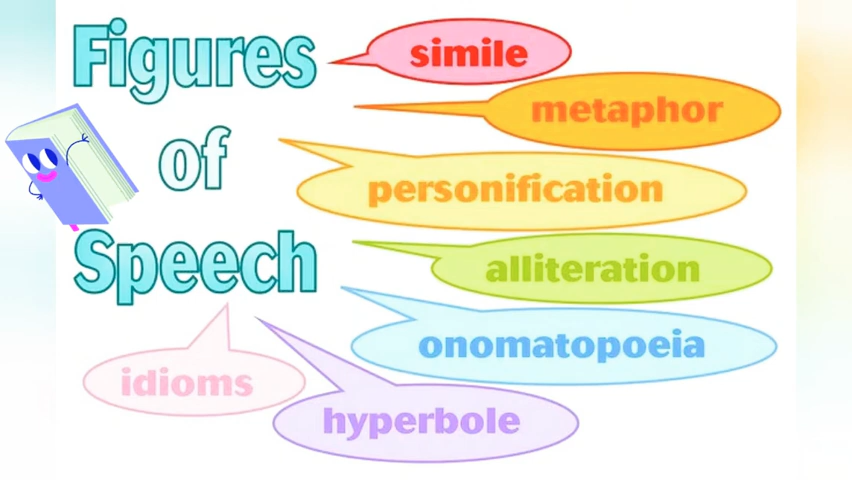 Figures
of
Speech
simile
metaphor
personification
alliteration
onomatopoeia
idioms
hyperbole